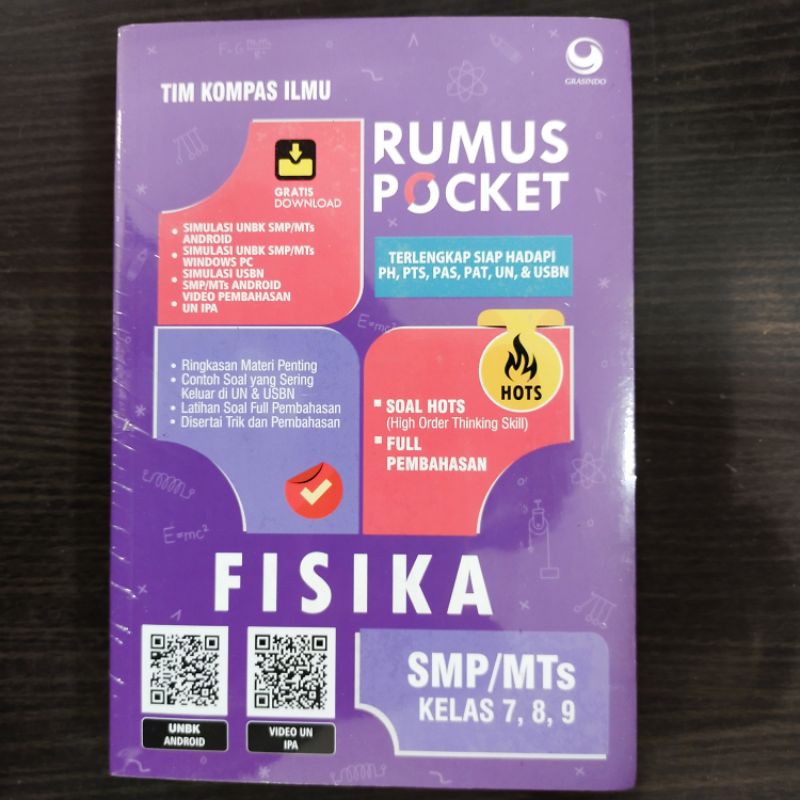 TIM KOMPAS ILMU
GRASINDO
RUMUS
POCKET
GRATIS
DOWNLOAD
• SIMULASI UNBK SMP/MTs
ANDROID
• SIMULASI UNBK SMP/MTs
WINDOWS PC
• SIMULASI USBN
SMP/MTs ANDROID
• VIDEO PEMBAHASAN
UN IPA
TERLENGKAP SIAP HADAPI
PH, PTS, PAS, PAT, UN, & USBN
E=mc²
• Ringkasan Materi Penting
• Contoh Soal yang Sering
Keluar di UN & USBN
• Latihan Soal Full Pembahasan
• Disertai Trik dan Pembahasan
HOTS
SOAL HOTS
(High Order Thinking Skill)
FULL
PEMBAHASAN
E=mc²
FISIKA
UNBK
ANDROID
VIDEO UN
IPA
SMP/MTs
KELAS 7, 8, 9